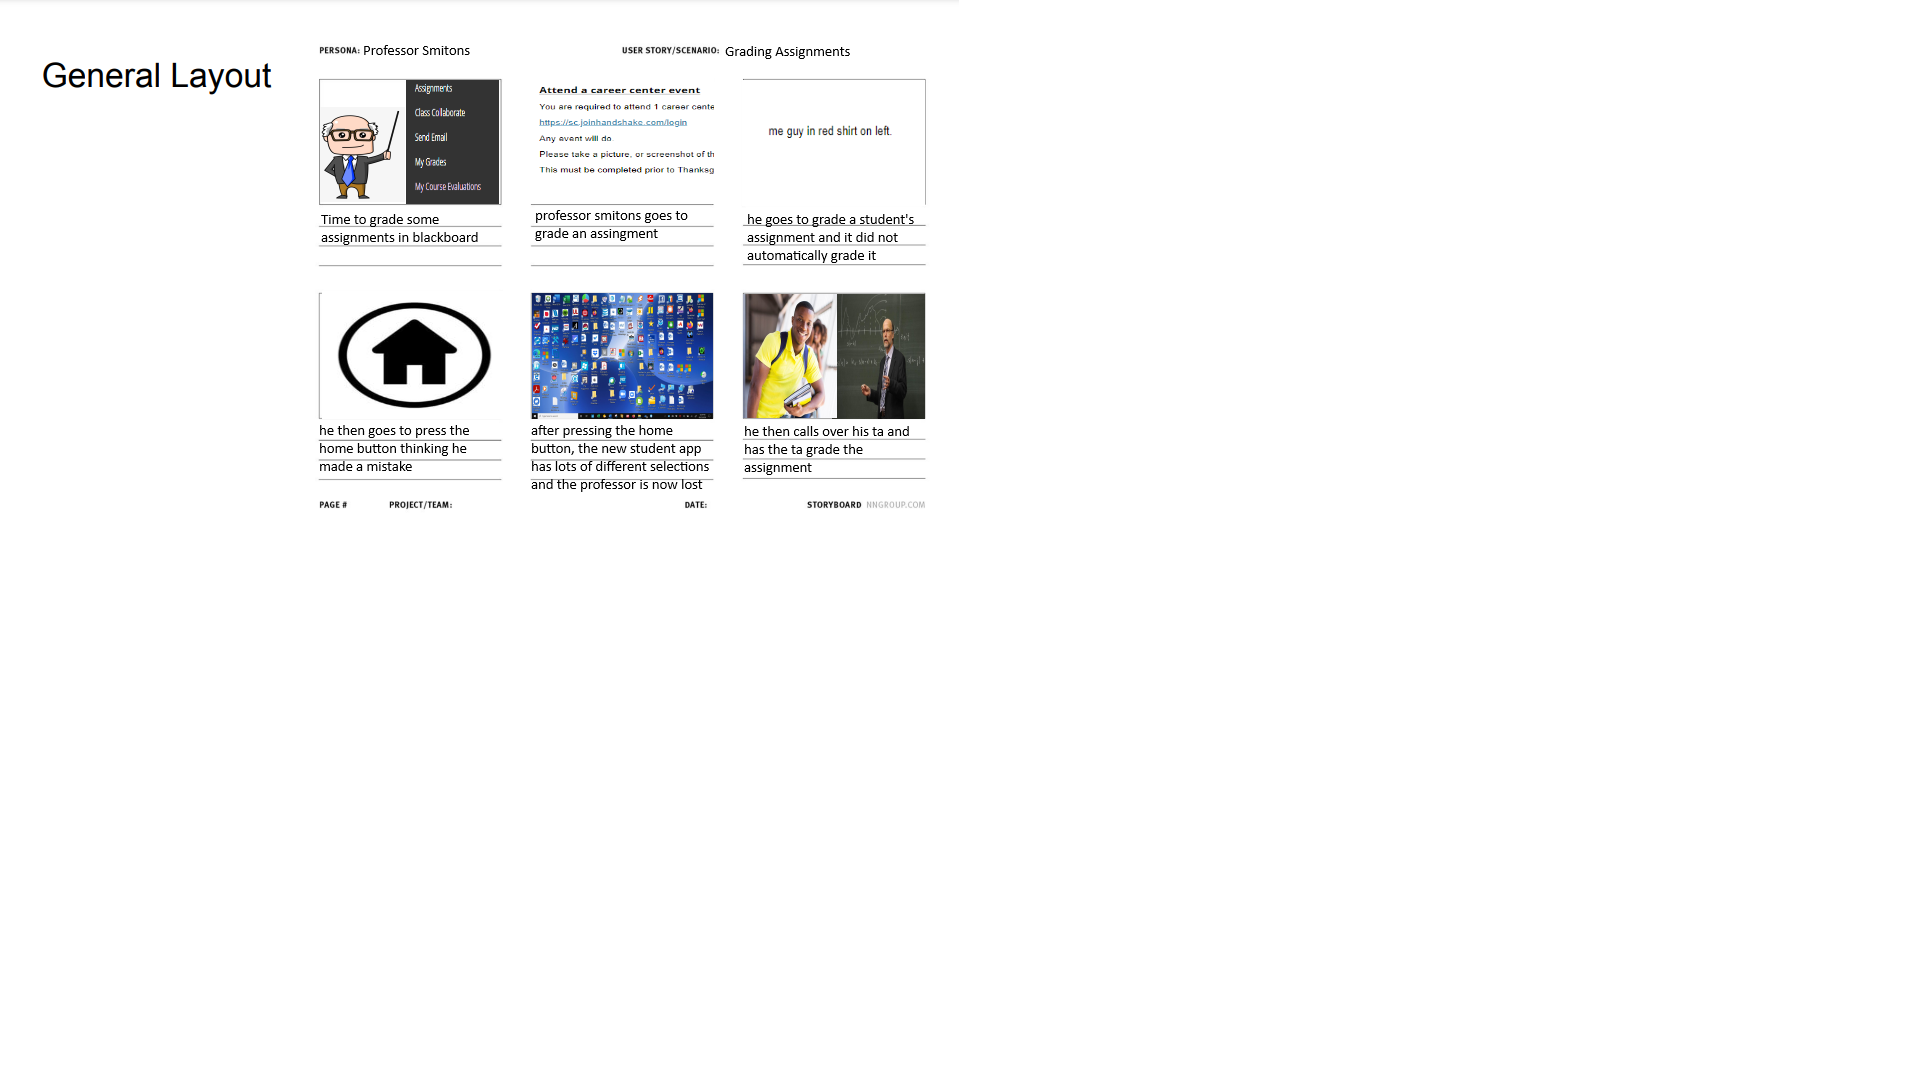 General Layout
PERSONA: Professor Smitons
USER STORY/SCENARIO: Grading Assignments
Assignments
Class Collaborate
Send Email
My Grades
My Course Evaluations
Time to grade some
assignments in blackboard
Attend a career center event
You are required to attend 1 career cente
https://sc.joinhandshake.com/login
Any event will do
Please take a picture, or screenshot of th
This must be completed prior to Thanksg
professor smitons goes to
grade an assingment
me guy in red shirt on left.
he goes to grade a student's
assignment and it did not
automatically grade it
he then goes to press the
home button thinking he
made a mistake
after pressing the home
button, the new student app
has lots of different selections
and the professor is now lost
he then calls over his ta and
has the ta grade the
assignment
PAGE # PROJECT/TEAM: DATE: STORYBOARD NNGROUP.COM